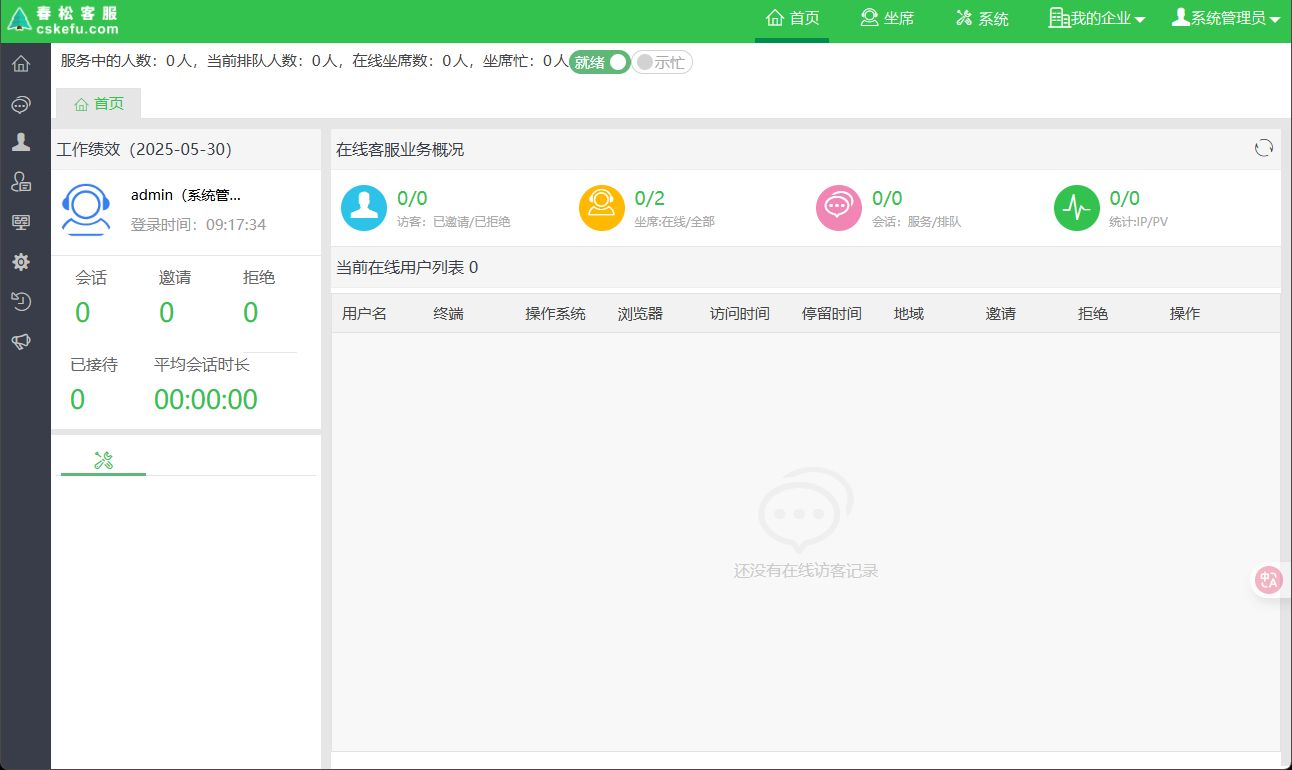 春松客服
cskefu.com
首页
坐席
系统
我的企业
系统管理员
服务中的人数：0人，当前排队人数：0人，在线坐席数：0人，坐席忙：0人
就绪
示忙
首页
工作绩效（2025-05-30）
admin（系统管...
登录时间：09:17:34
会话 邀请 拒绝
0 0 0
已接待 平均会话时长
0 00:00:00
在线客服业务概况
0/0
访客：已邀请/已拒绝
0/2
坐席:在线/全部
0/0
会话：服务/排队
0/0
统计:IP/PV
当前在线用户列表 0
用户名 终端 操作系统 浏览器 访问时间 停留时间 地域 邀请 拒绝 操作
还没有在线访客记录
中A